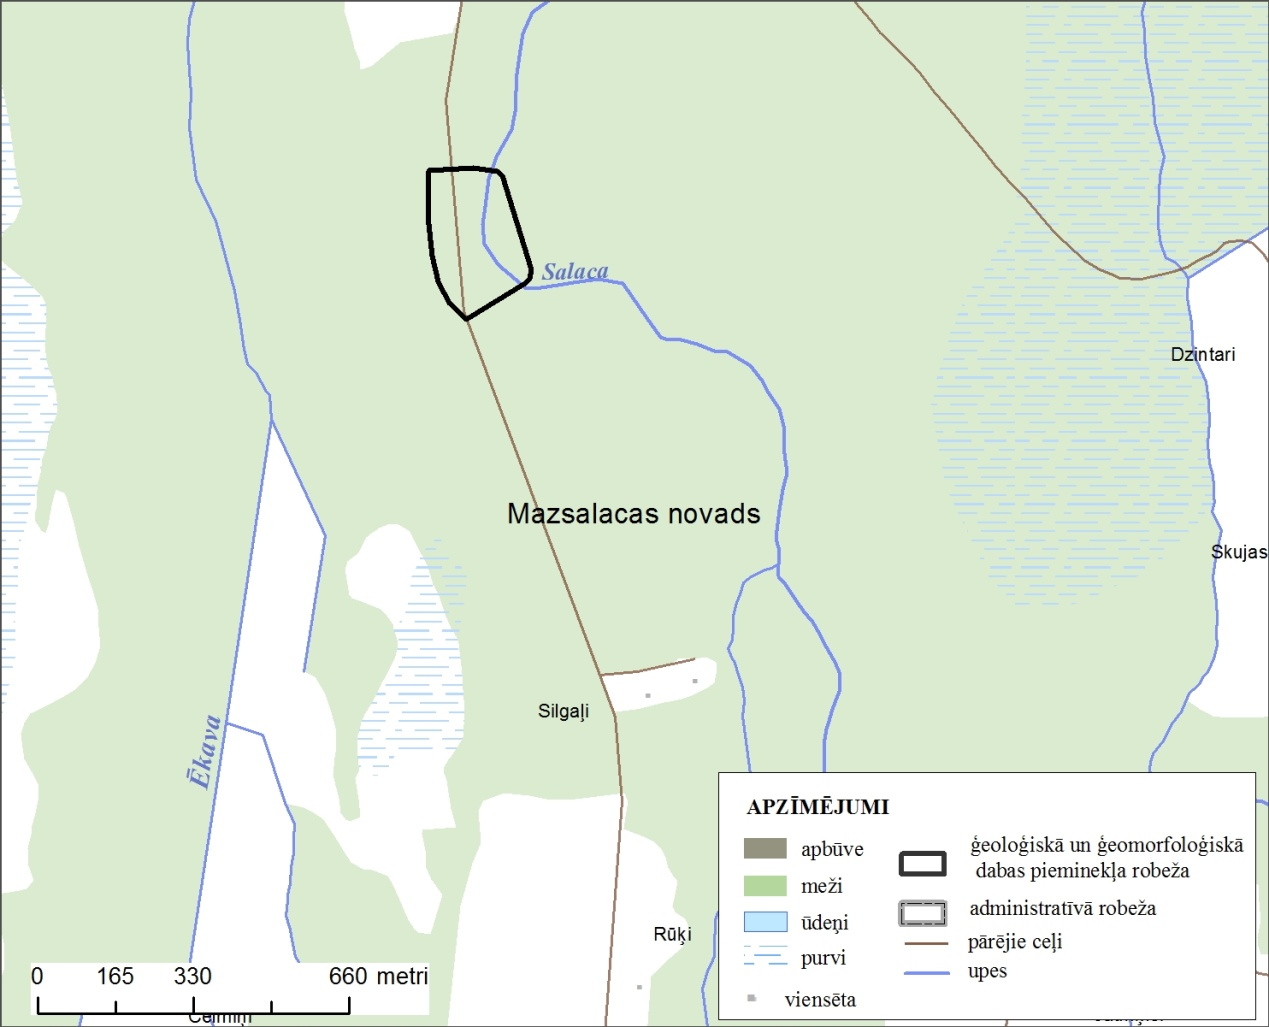 Salaca
Dzintari
Mazsalacas novads
Skujas
Silgaļi
Ēkava
Rūķi
APZĪMĒJUMI
apbūve
meži
ūdeņi
purvi
viensēta
ģeoloģiskā un ģeomorfoloģiskā
dabas pieminekļa robeža
administratīvā robeža
pārējie ceļi
upes
0 165 330 660 metri